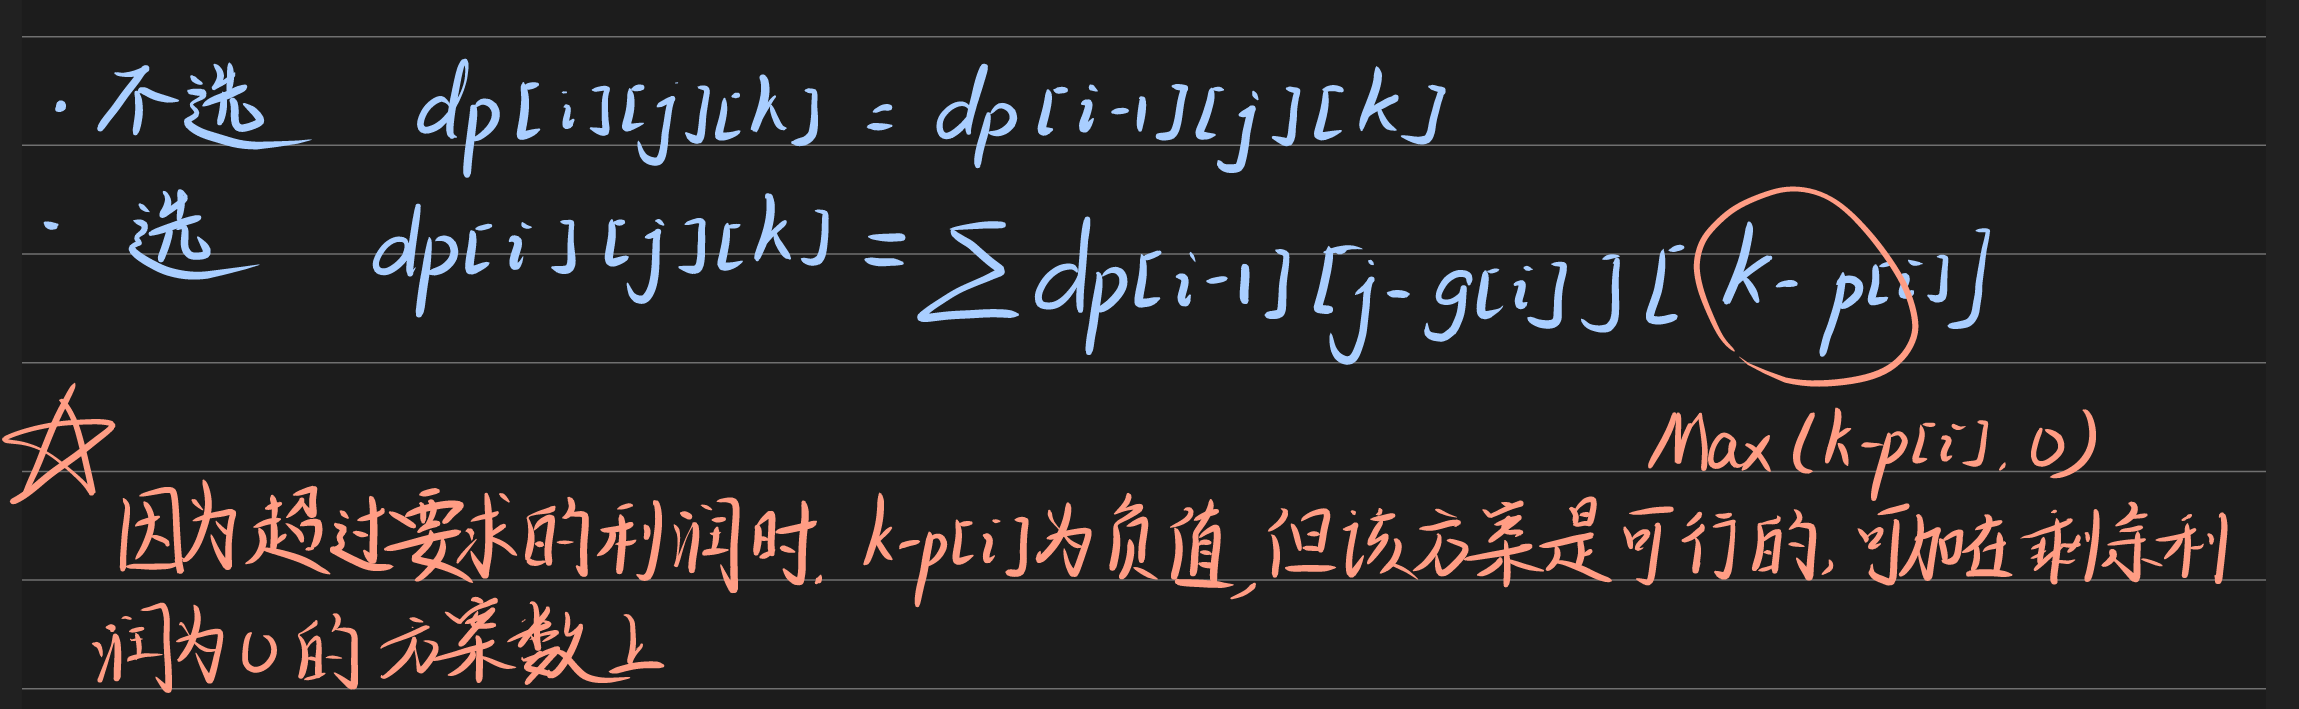 · 不选 dp[i][j][k] = dp[i-1][j][k]
· 选 dp[i][j][k] = ∑dp[i-1][j-g[i]][k-p[i]]
Max(k-p[i], 0)
因为超过要求的利润时, k-p[i]为负值, 但该方案是可行的, 可加在剩余利
润为0的方案数上